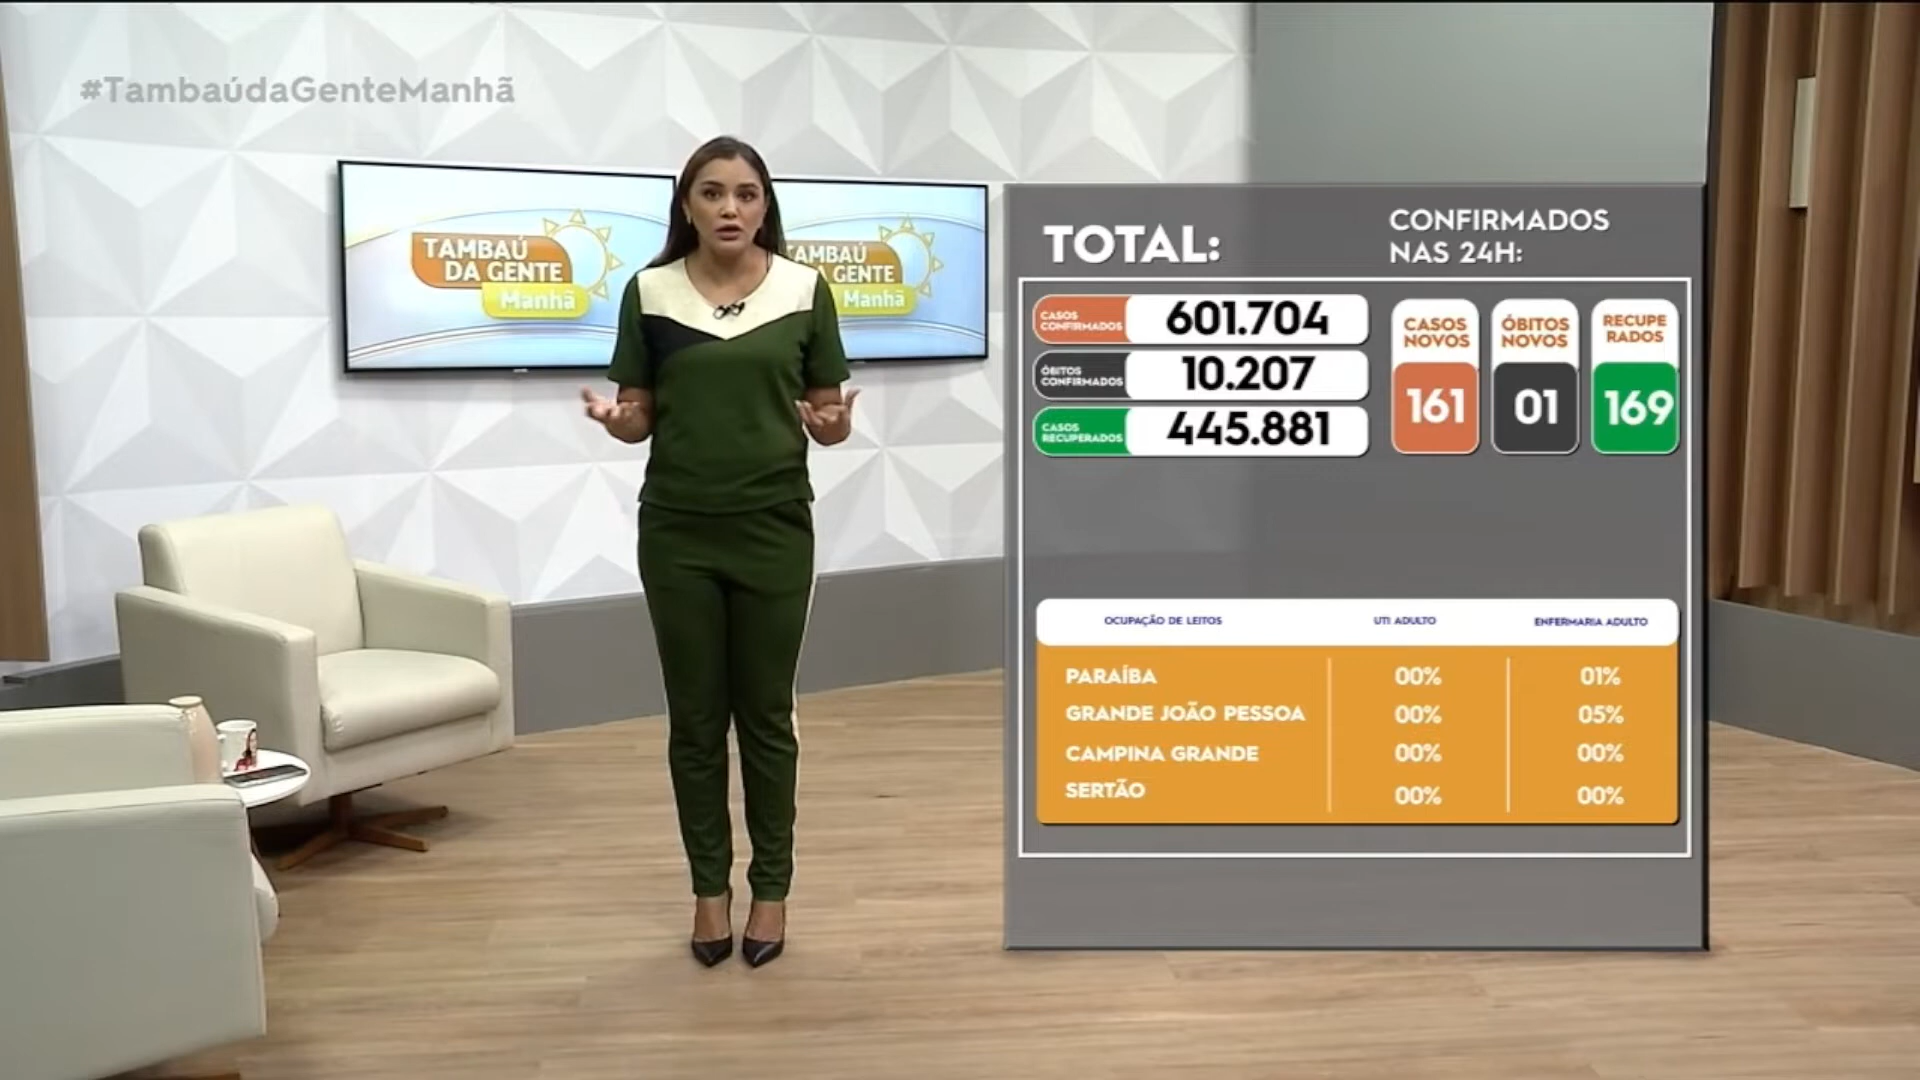 #TambaúdaGenteManhã
TAMBAÚ
DA GENTE
Manhã
TAMBAÚ
A GENTE
Manhã
TOTAL:
CONFIRMADOS
NAS 24H:
CASOS
CONFIRMADOS
601.704
ÓBITOS
CONFIRMADOS
10.207
CASOS
RECUPERADOS
445.881
CASOS
NOVOS
161
ÓBITOS
NOVOS
01
RECUPE
RADOS
169
OCUPAÇÃO DE LEITOS UTI ADULTO ENFERMARIA ADULTO
PARAÍBA 00% 01%
GRANDE JOÃO PESSOA 00% 05%
CAMPINA GRANDE 00% 00%
SERTÃO 00% 00%